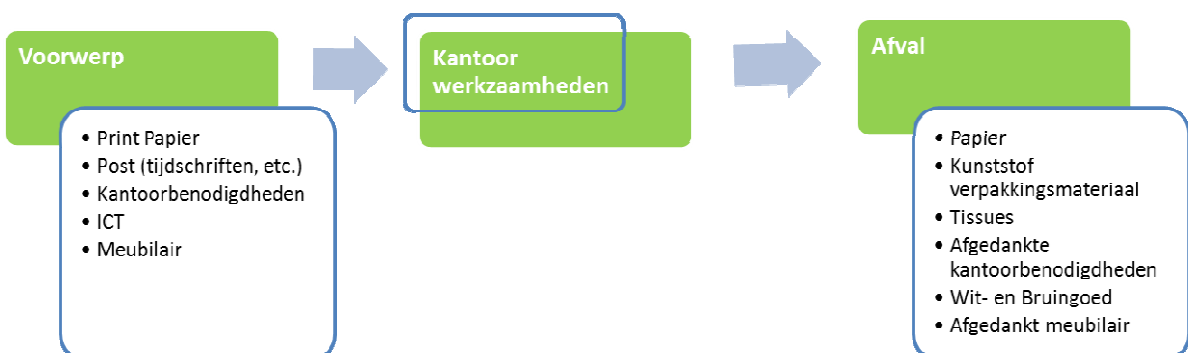 Voorwerp
• Print Papier
• Post (tijdschriften, etc.)
• Kantoorbenodigdheden
• ICT
• Meubilair
Kantoor
werkzaamheden
Afval
• Papier
• Kunststof
verpakkingsmateriaal
• Tissues
• Afgedankte
kantoorbenodigdheden
• Wit- en Bruingoed
• Afgedankt meubilair